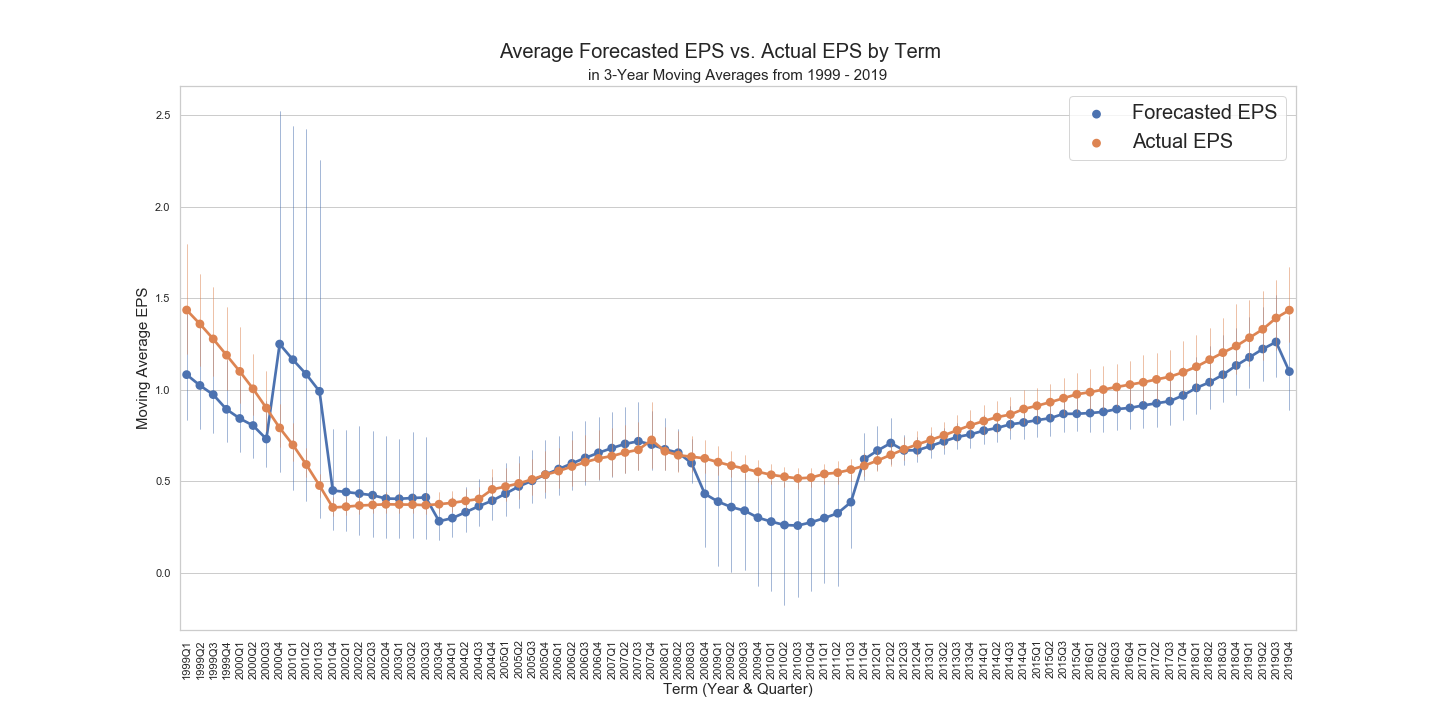 Average Forecasted EPS vs. Actual EPS by Term
in 3-Year Moving Averages from 1999 - 2019
Forecasted EPS
Actual EPS
Moving Average EPS
2.5
2.0
1.5
1.0
0.5
0.0
1999Q1
1999Q2
1999Q3
1999Q4
2000Q1
2000Q2
2000Q3
2000Q4
2001Q1
2001Q2
2001Q3
2001Q4
2002Q1
2002Q2
2002Q3
2002Q4
2003Q1
2003Q2
2003Q3
2003Q4
2004Q1
2004Q2
2004Q3
2004Q4
2005Q1
2005Q2
2005Q3
2005Q4
2006Q1
2006Q2
2006Q3
2006Q4
2007Q1
2007Q2
2007Q3
2007Q4
2008Q1
2008Q2
2008Q3
2008Q4
2009Q1
2009Q2
2009Q3
2009Q4
2010Q1
2010Q2
2010Q3
2010Q4
2011Q1
2011Q2
2011Q3
2011Q4
2012Q1
2012Q2
2012Q3
2012Q4
2013Q1
2013Q2
2013Q3
2013Q4
2014Q1
2014Q2
2014Q3
2014Q4
2015Q1
2015Q2
2015Q3
2015Q4
2016Q1
2016Q2
2016Q3
2016Q4
2017Q1
2017Q2
2017Q3
2017Q4
2018Q1
2018Q2
2018Q3
2018Q4
2019Q1
2019Q2
2019Q3
2019Q4
Term (Year & Quarter)